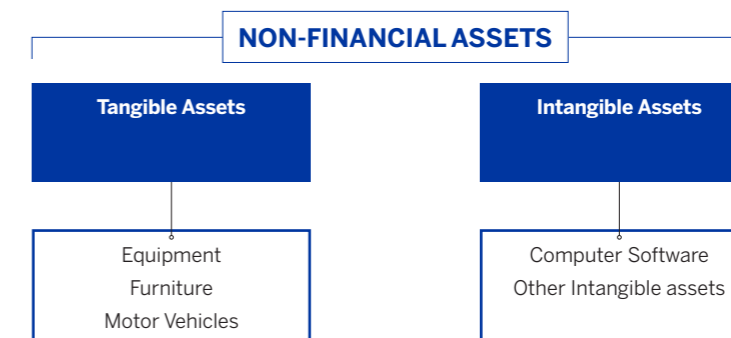 NON-FINANCIAL ASSETS
Tangible Assets
Intangible Assets
Equipment
Furniture
Motor Vehicles
Computer Software
Other Intangible assets